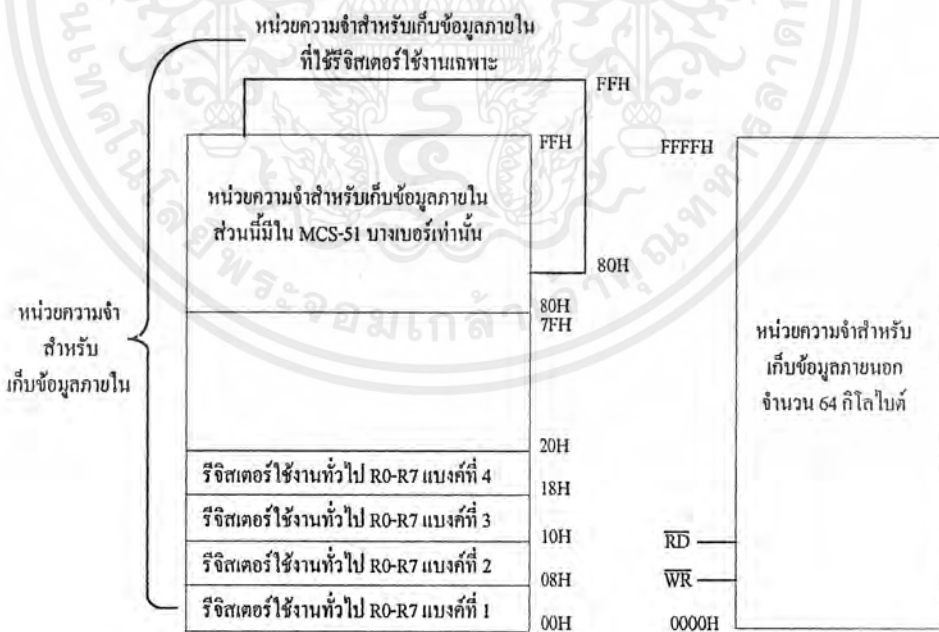 หน่วยความจำสำหรับเก็บข้อมูลภายใน
ที่ใช้รีจิสเตอร์ใช้งานเฉพาะ
FFH
FFH
หน่วยความจำสำหรับเก็บข้อมูลภายใน
ส่วนนี้มีใน MCS-51 บางเบอร์เท่านั้น
80H
80H
7FH
หน่วยความจำ
สำหรับ
เก็บข้อมูลภายใน
20H
รีจิสเตอร์ใช้งานทั่วไป R0-R7 แบงค์ที่ 4
18H
รีจิสเตอร์ใช้งานทั่วไป R0-R7 แบงค์ที่ 3
10H
รีจิสเตอร์ใช้งานทั่วไป R0-R7 แบงค์ที่ 2
08H
รีจิสเตอร์ใช้งานทั่วไป R0-R7 แบงค์ที่ 1
00H
FFFFH
หน่วยความจำสำหรับ
เก็บข้อมูลภายนอก
จำนวน 64 กิโลไบต์
RD
WR
0000H